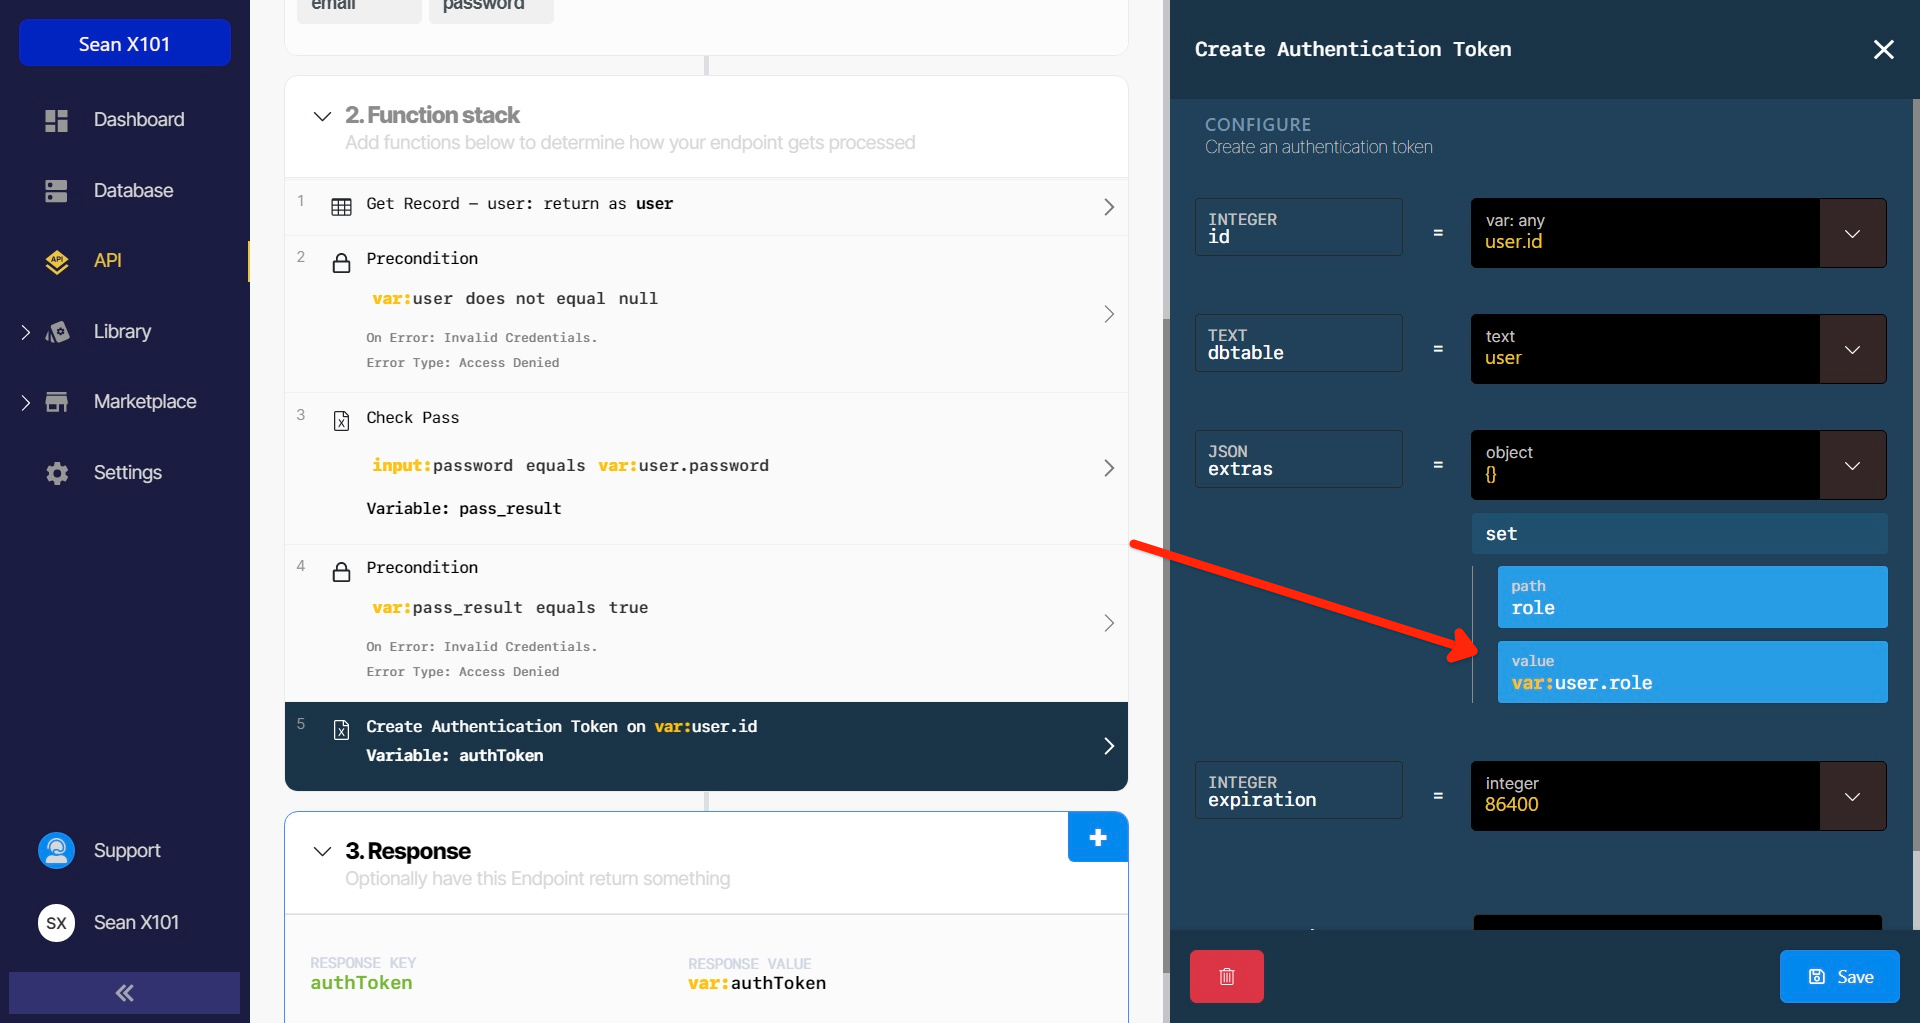 Sean X101
Dashboard
Database
API
API
Library
Marketplace
Settings
Support
SX
Sean X101
email
password
2. Function stack
Add functions below to determine how your endpoint gets processed
1
Get Record – user: return as user
2
Precondition
var:user does not equal null
On Error: Invalid Credentials.
Error Type: Access Denied
3
Check Pass
input:password equals var:user.password
Variable: pass_result
4
Precondition
var:pass_result equals true
On Error: Invalid Credentials.
Error Type: Access Denied
5
Create Authentication Token on var:user.id
Variable: authToken
3. Response
Optionally have this Endpoint return something
RESPONSE KEY
authToken
RESPONSE VALUE
var:authToken
Create Authentication Token
CONFIGURE
Create an authentication token
INTEGER
id
=
var: any
user.id
TEXT
dbtable
=
text
user
JSON
extras
=
object
{}
set
path
role
value
var:user.role
INTEGER
expiration
=
integer
86400
Save